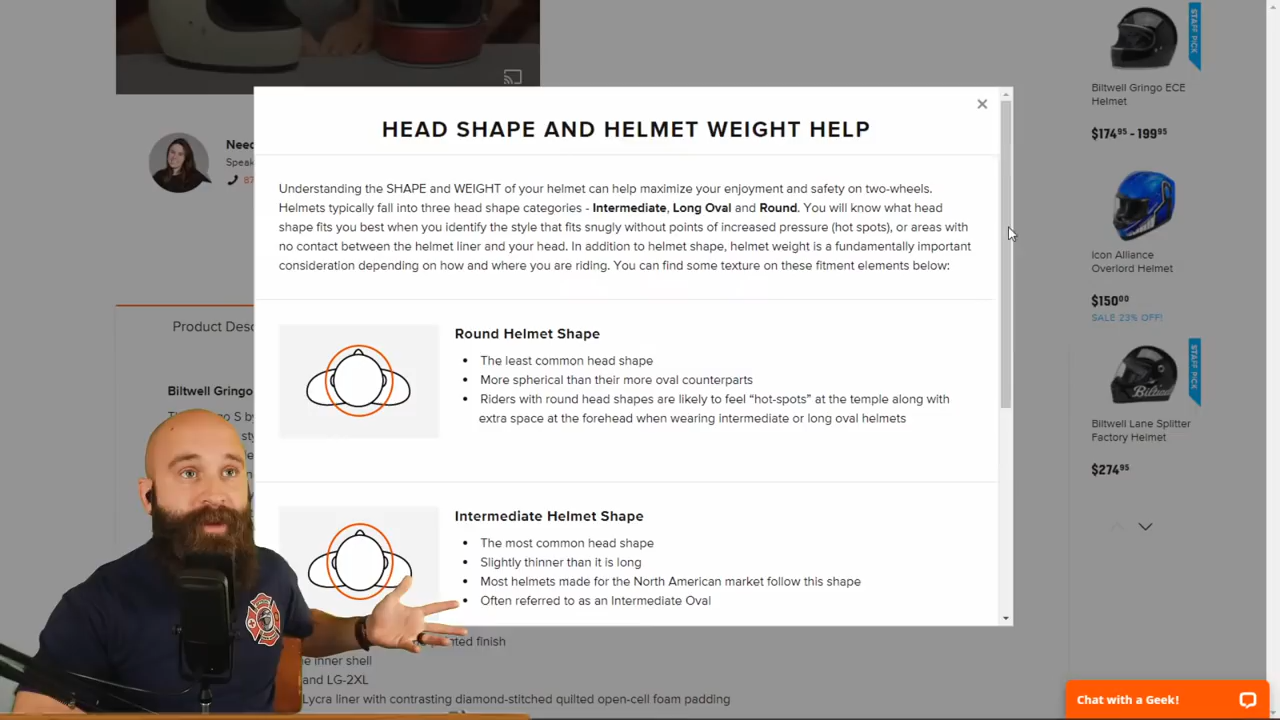 HEAD SHAPE AND HELMET WEIGHT HELP
Understanding the SHAPE and WEIGHT of your helmet can help maximize your enjoyment and safety on two-wheels.
Helmets typically fall into three head shape categories - Intermediate, Long Oval and Round. You will know what head
shape fits you best when you identify the style that fits snugly without points of increased pressure (hot spots), or areas with
no contact between the helmet liner and your head. In addition to helmet shape, helmet weight is a fundamentally important
consideration depending on how and where you are riding. You can find some texture on these fitment elements below:
Round Helmet Shape
• The least common head shape
• More spherical than their more oval counterparts
• Riders with round head shapes are likely to feel “hot-spots” at the temple along with
extra space at the forehead when wearing intermediate or long oval helmets
Intermediate Helmet Shape
• The most common head shape
• Slightly thinner than it is long
• Most helmets made for the North American market follow this shape
• Often referred to as an Intermediate Oval
Need
Speak
87
Product Desc
Biltwell Gringo
finish
inner shell
and LG-2XL
Lycra liner with contrasting diamond-stitched quilted open-cell foam padding
STAFF PICK
Biltwell Gringo ECE
Helmet
$174.95 - 199.95
Icon Alliance
Overlord Helmet
$150.00
SALE 23% OFF!
STAFF PICK
Biltwell Lane Splitter
Factory Helmet
$274.95
Chat with a Geek!